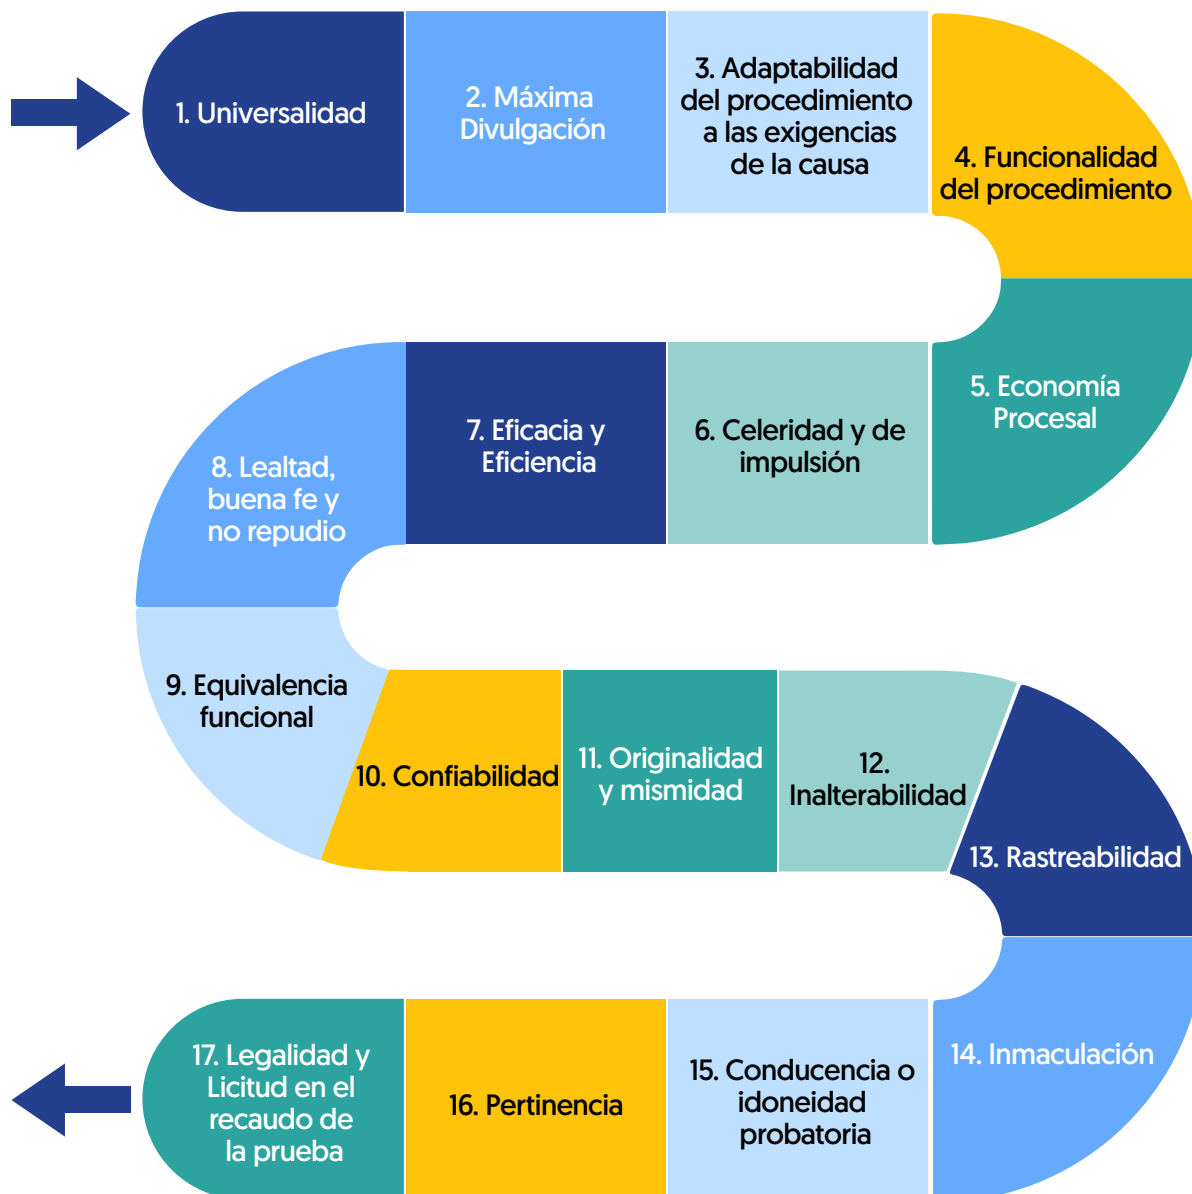 1. Universalidad
2. Máxima
Divulgación
3. Adaptabilidad
del procedimiento
a las exigencias
de la causa
4. Funcionalidad
del procedimiento
5. Economía
Procesal
6. Celeridad y de
impulsión
7. Eficacia y
Eficiencia
8. Lealtad,
buena fe y
no repudio
9. Equivalencia
funcional
10. Confiabilidad
11. Originalidad
y mismidad
12.
Inalterabilidad
13. Rastreabilidad
14. Inmaculación
15. Conducencia o
idoneidad
probatoria
16. Pertinencia
17. Legalidad y
Licitud en el
recaudo de
la prueba